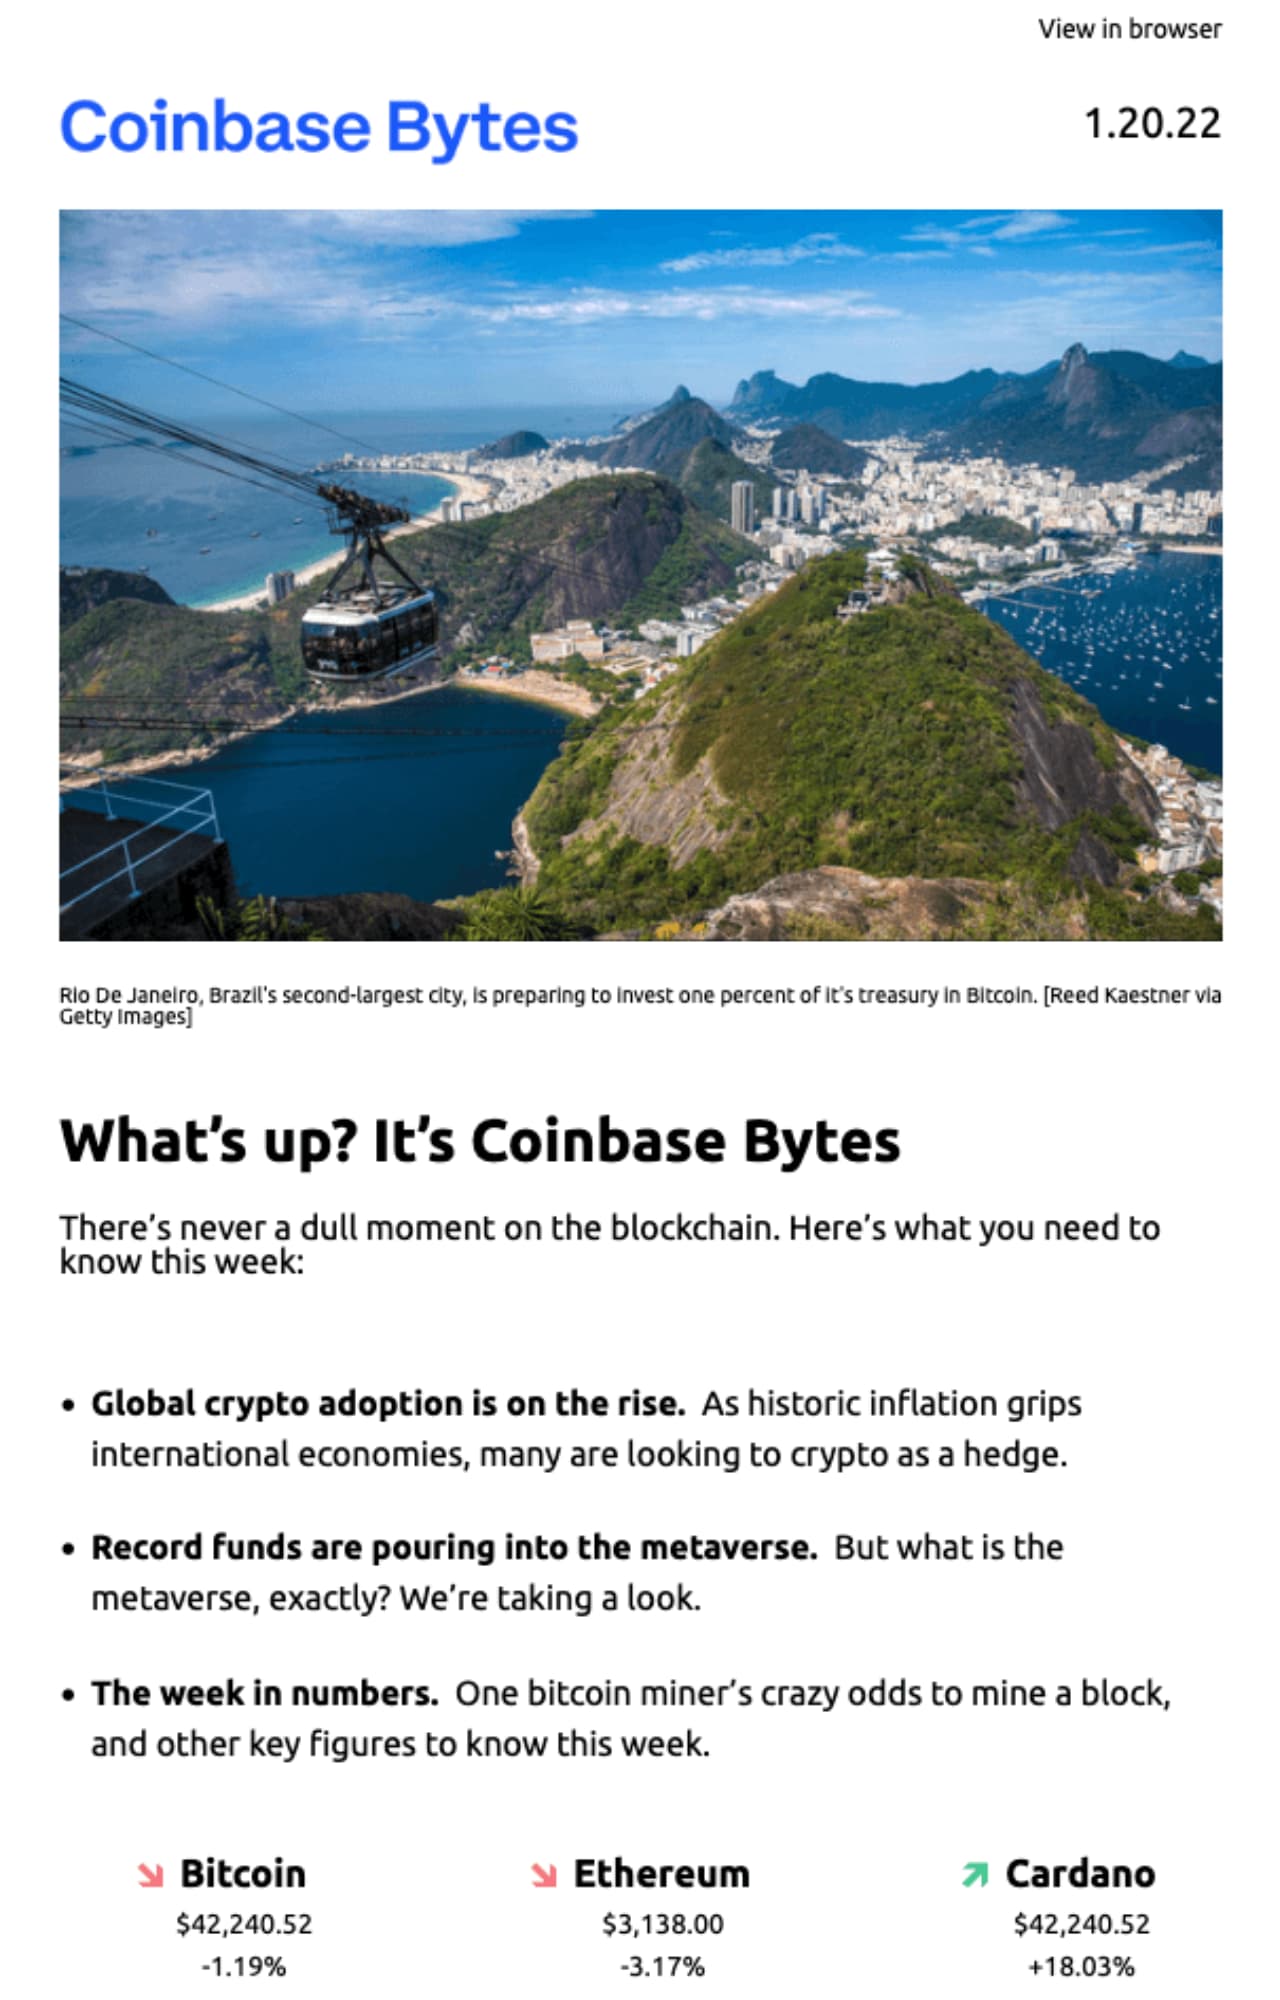 View in browser
Coinbase Bytes
1.20.22
Rio De Janeiro, Brazil's second-largest city, is preparing to invest one percent of it's treasury in Bitcoin. [Reed Kaestner via
Getty Images]
What’s up? It’s Coinbase Bytes
There’s never a dull moment on the blockchain. Here’s what you need to
know this week:
• Global crypto adoption is on the rise. As historic inflation grips
international economies, many are looking to crypto as a hedge.
• Record funds are pouring into the metaverse. But what is the
metaverse, exactly? We’re taking a look.
• The week in numbers. One bitcoin miner’s crazy odds to mine a block,
and other key figures to know this week.
Bitcoin
$42,240.52
-1.19%
Ethereum
$3,138.00
-3.17%
Cardano
$42,240.52
+18.03%